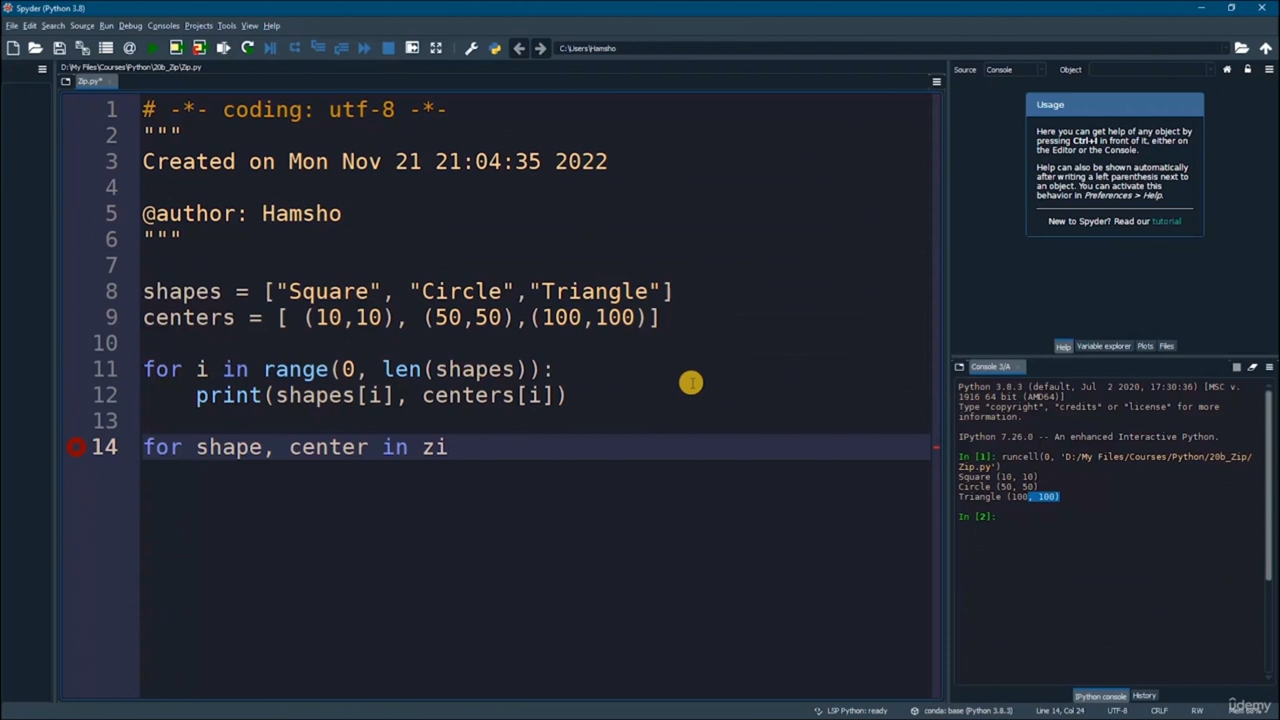 Spyder (Python 3.8)
File Edit Search Source Run Debug Consoles Projects Tools View Help
C:\Users\Hamsho
D:\My Files\Courses\Python\20b_Zip\Zip.py
Zip.py*
1 # -*- coding: utf-8 -*-
2 """
3 Created on Mon Nov 21 21:04:35 2022
4
5 @author: Hamsho
6 """
7
8 shapes = ["Square", "Circle","Triangle"]
9 centers = [ (10,10), (50,50),(100,100)]
10
11 for i in range(0, len(shapes)):
12     print(shapes[i], centers[i])
13
14 for shape, center in zi
Source Console Object
Usage
Here you can get help of any object by
pressing Ctrl+I in front of it, either on
the Editor or the Console.
Help can also be shown automatically
after writing a left parenthesis next to
an object. You can activate this
behavior in Preferences > Help.
New to Spyder? Read our tutorial
Help Variable explorer Plots Files
Console 3/A
Python 3.8.3 (default, Jul  2 2020, 17:30:36) [MSC v.
1916 64 bit (AMD64)]
Type "copyright", "credits" or "license" for more
information.
IPython 7.26.0 -- An enhanced Interactive Python.
In [1]: runcell(0, 'D:/My Files/Courses/Python/20b_Zip/
Zip.py')
Square (10, 10)
Circle (50, 50)
Triangle (100, 100)
In [2]:
IPython console History
LSP Python: ready conda: base (Python 3.8.3) Line 14, Col 24 UTF-8 CRLF RW
udemy